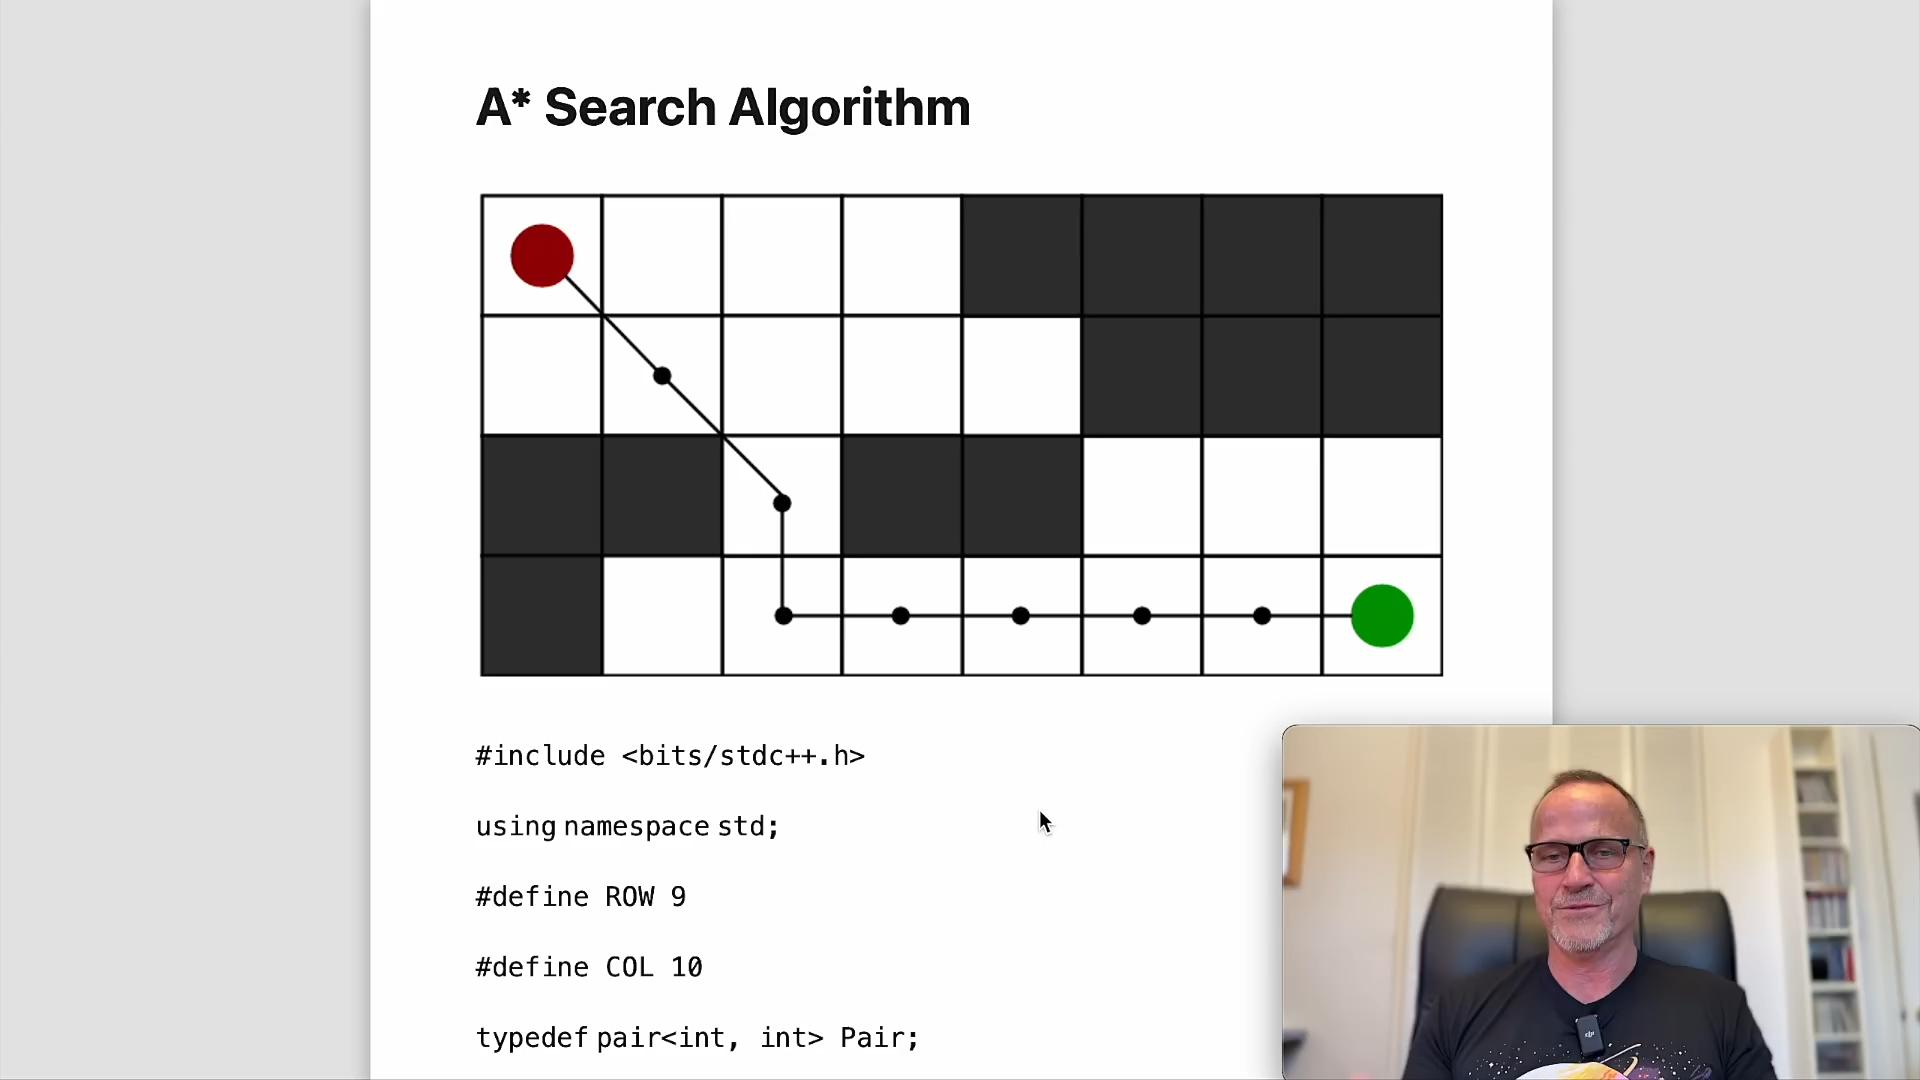 A* Search Algorithm
#include <bits/stdc++.h>
using namespace std;
#define ROW 9
#define COL 10
typedef pair<int, int> Pair;
dji